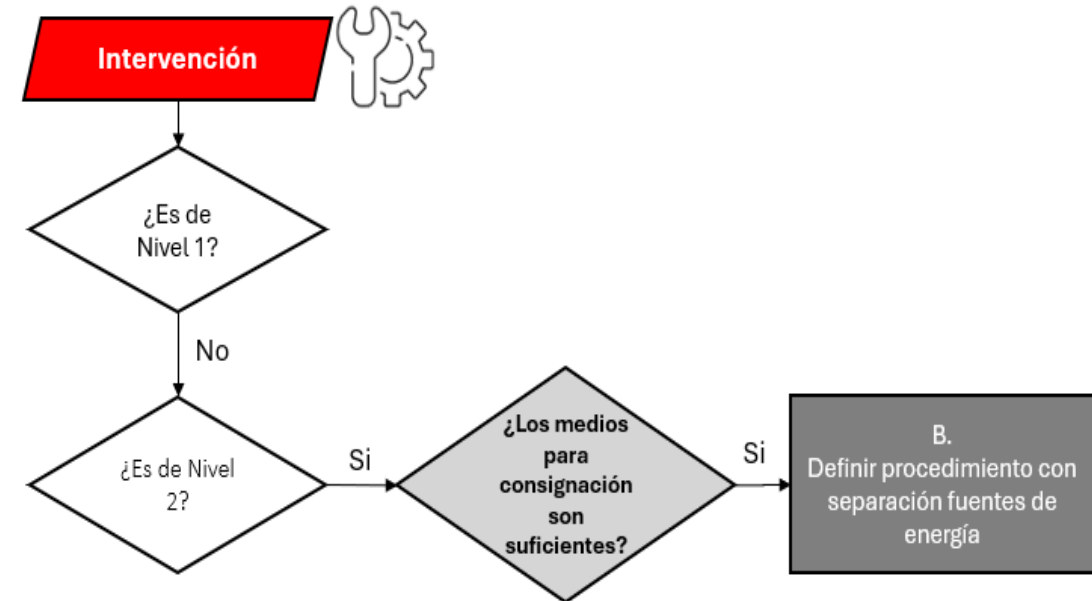 Intervención
¿Es de
Nivel 1?
No
¿Es de Nivel
2?
Si
¿Los medios
para
consignación
son
suficientes?
Si
B.
Definir procedimiento con
separación fuentes de
energía